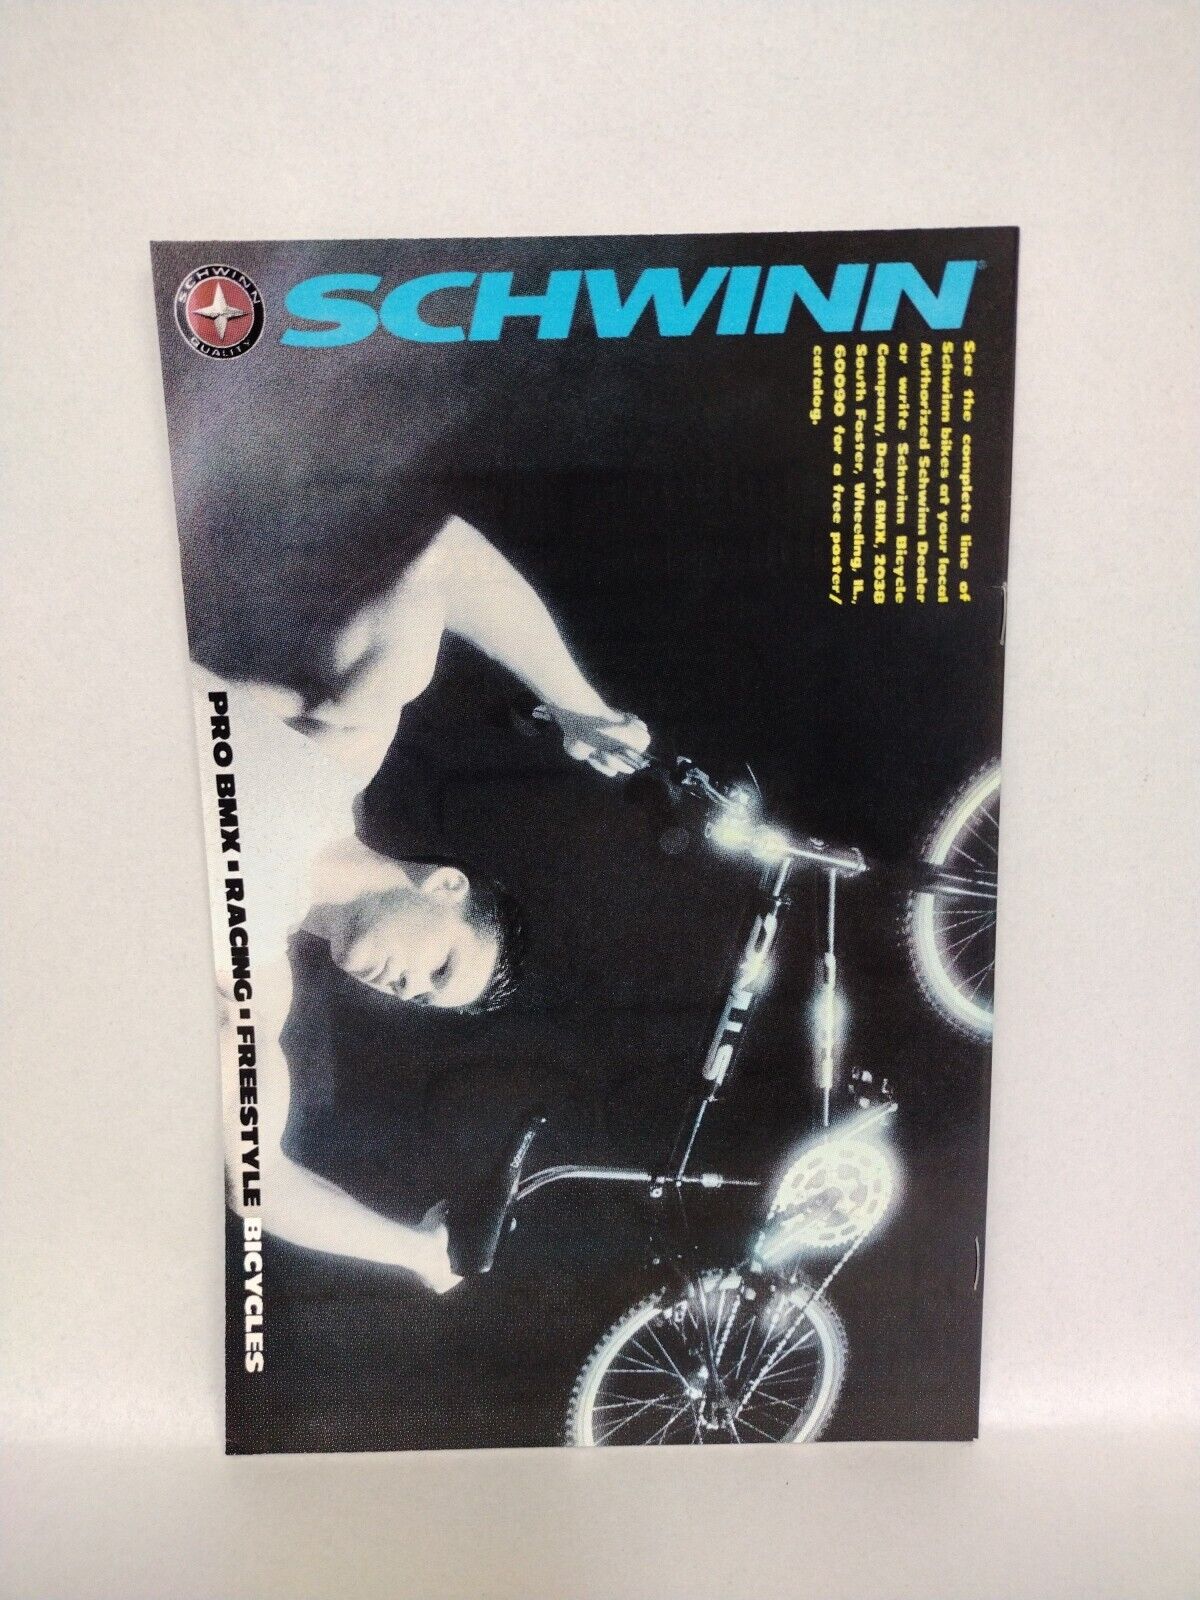 SCHWINN QUALITY
SCHWINN®
See the complete line of
Schwinn bikes at your local
Authorized Schwinn Dealer
or write Schwinn Bicycle
Company, Dept. BMX, 2038
South Foster, Wheeling, IL.,
60090 for a free poster/
catalog.
STING
PRO BMX ▪ RACING ▪ FREESTYLE BICYCLES